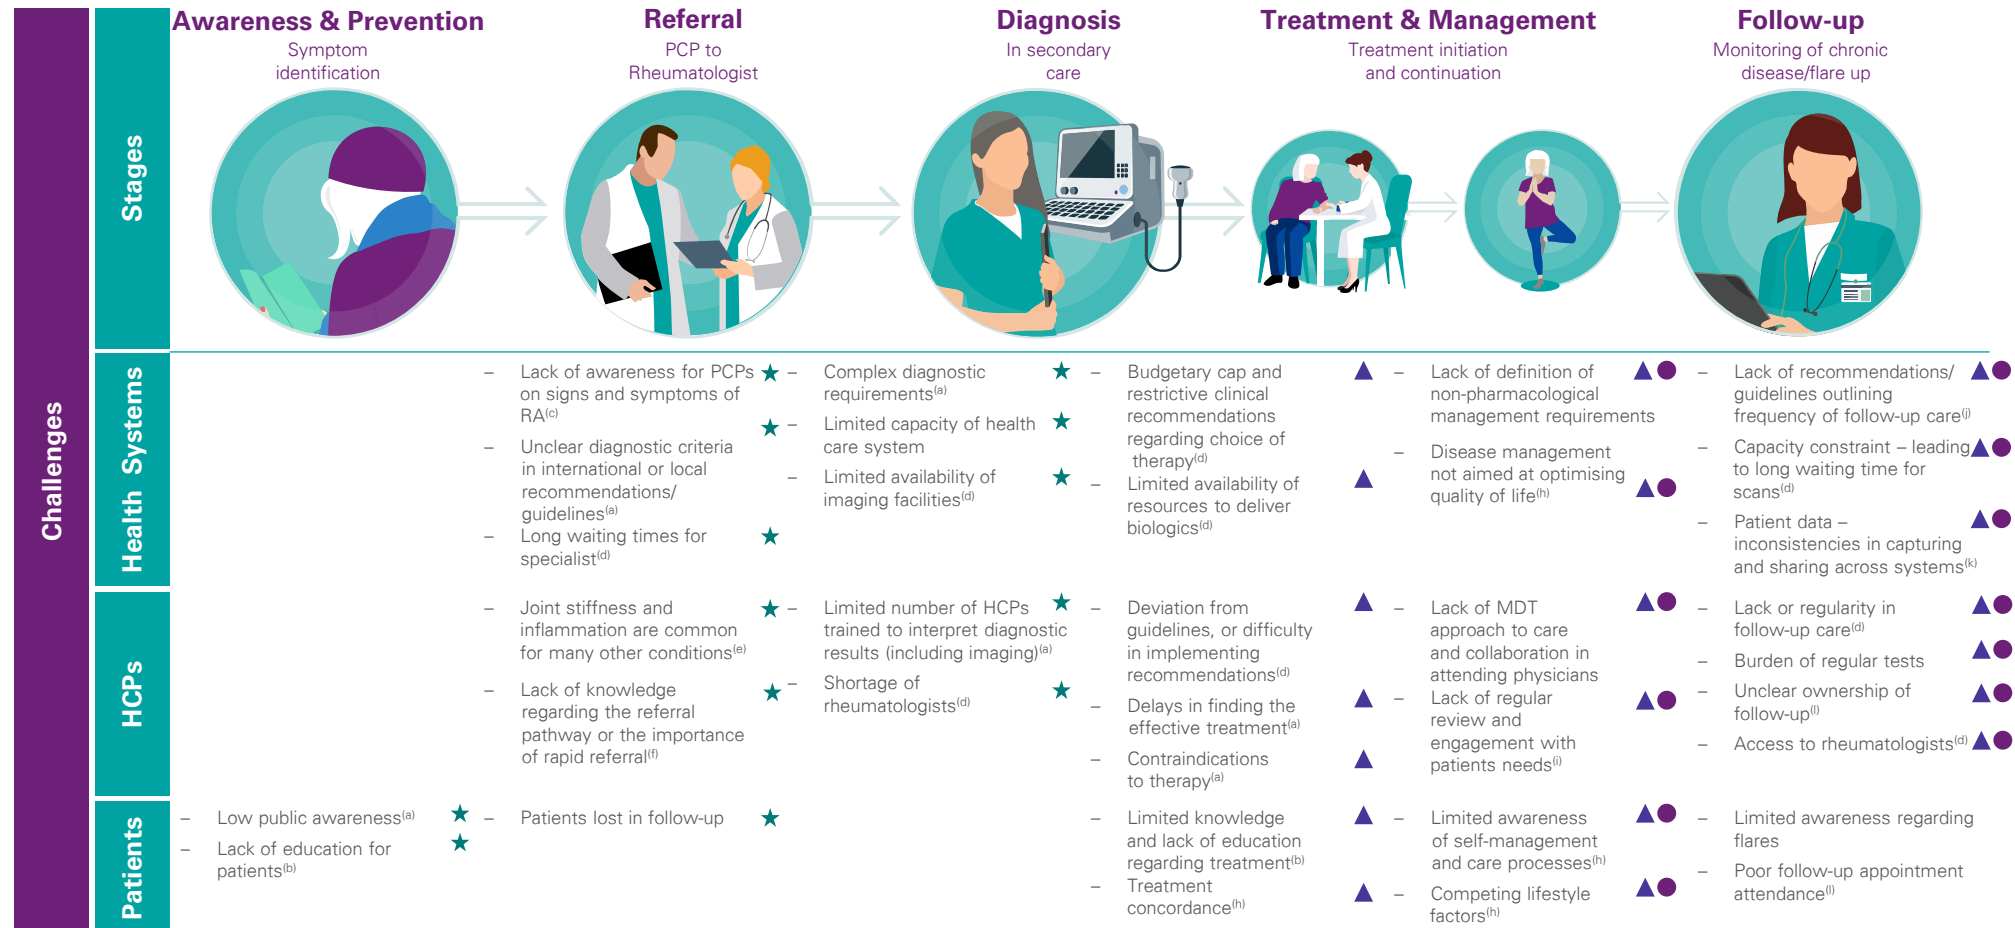 Awareness & Prevention
Symptom
identification
Referral
PCP to
Rheumatologist
Diagnosis
In secondary
care
Treatment & Management
Treatment initiation
and continuation
Follow-up
Monitoring of chronic
disease/flare up
Challenges
Stages
Health Systems
– Lack of awareness for PCPs
on signs and symptoms of
RA(c)
– Unclear diagnostic criteria
in international or local
recommendations/
guidelines(a)
– Long waiting times for
specialist(d)
– Complex diagnostic
requirements(a)
– Limited capacity of health
care system
– Limited availability of
imaging facilities(d)
– Budgetary cap and
restrictive clinical
recommendations
regarding choice of
therapy(d)
– Limited availability of
resources to deliver
biologics(d)
– Lack of definition of
non-pharmacological
management requirements
– Disease management
not aimed at optimising
quality of life(h)
– Lack of recommendations/
guidelines outlining
frequency of follow-up care(j)
– Capacity constraint – leading
to long waiting time for
scans(d)
– Patient data –
inconsistencies in capturing
and sharing across systems(k)
HCPs
– Joint stiffness and
inflammation are common
for many other conditions(e)
– Lack of knowledge
regarding the referral
pathway or the importance
of rapid referral(f)
– Limited number of HCPs
trained to interpret diagnostic
results (including imaging)(a)
– Shortage of
rheumatologists(d)
– Deviation from
guidelines, or difficulty
in implementing
recommendations(d)
– Delays in finding the
effective treatment(a)
– Contraindications
to therapy(a)
– Lack of MDT
approach to care
and collaboration in
attending physicians
– Lack of regular
review and
engagement with
patients needs(i)
– Lack or regularity in
follow-up care(d)
– Burden of regular tests
– Unclear ownership of
follow-up(l)
– Access to rheumatologists(d)
Patients
– Low public awareness(a)
– Lack of education for
patients(b)
– Patients lost in follow-up
– Limited knowledge
and lack of education
regarding treatment(b)
– Treatment
concordance(h)
– Limited awareness
of self-management
and care processes(h)
– Competing lifestyle
factors(h)
– Limited awareness regarding
flares
– Poor follow-up appointment
attendance(l)